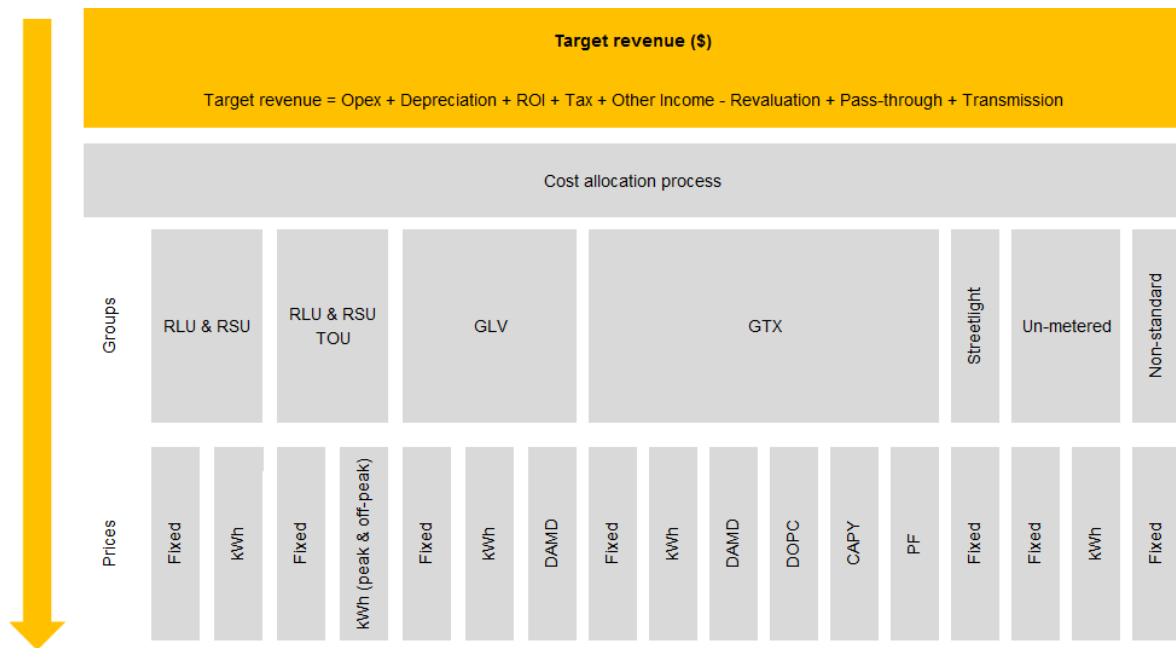 Target revenue ($)
Target revenue = Opex + Depreciation + ROI + Tax + Other Income - Revaluation + Pass-through + Transmission
Cost allocation process
Groups
RLU & RSU
RLU & RSU
TOU
GLV
GTX
Streetlight
Un-metered
Non-standard
Prices
Fixed
kWh
Fixed
kWh (peak & off-peak)
Fixed
kWh
DAMD
Fixed
kWh
DAMD
DOPC
CAPY
PF
Fixed
Fixed
kWh
Fixed